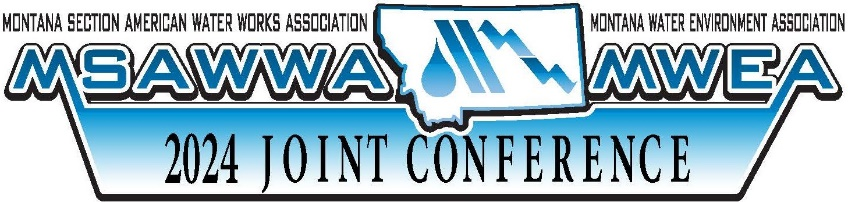 MONTANA SECTION AMERICAN WATER WORKS ASSOCIATION
MONTANA WATER ENVIRONMENT ASSOCIATION
MSAWWA
MWEA
2024 JOINT CONFERENCE